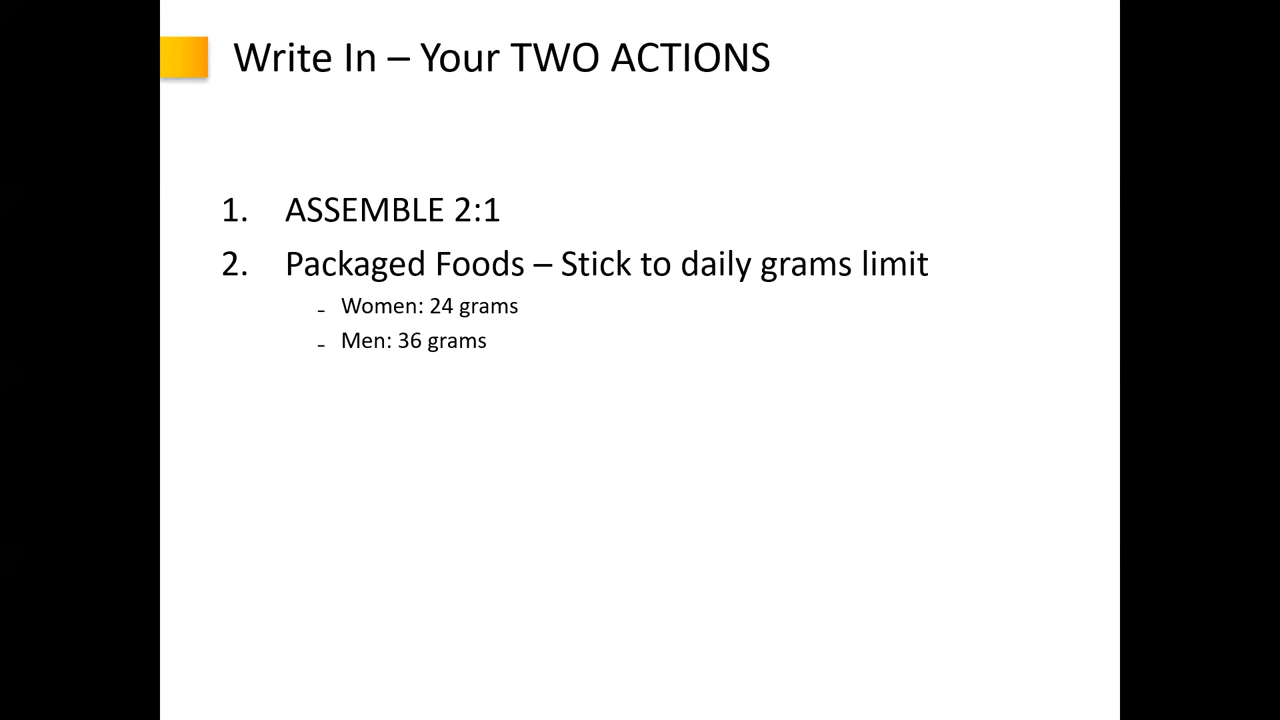 Write In – Your TWO ACTIONS
1. ASSEMBLE 2:1
2. Packaged Foods – Stick to daily grams limit
– Women: 24 grams
– Men: 36 grams